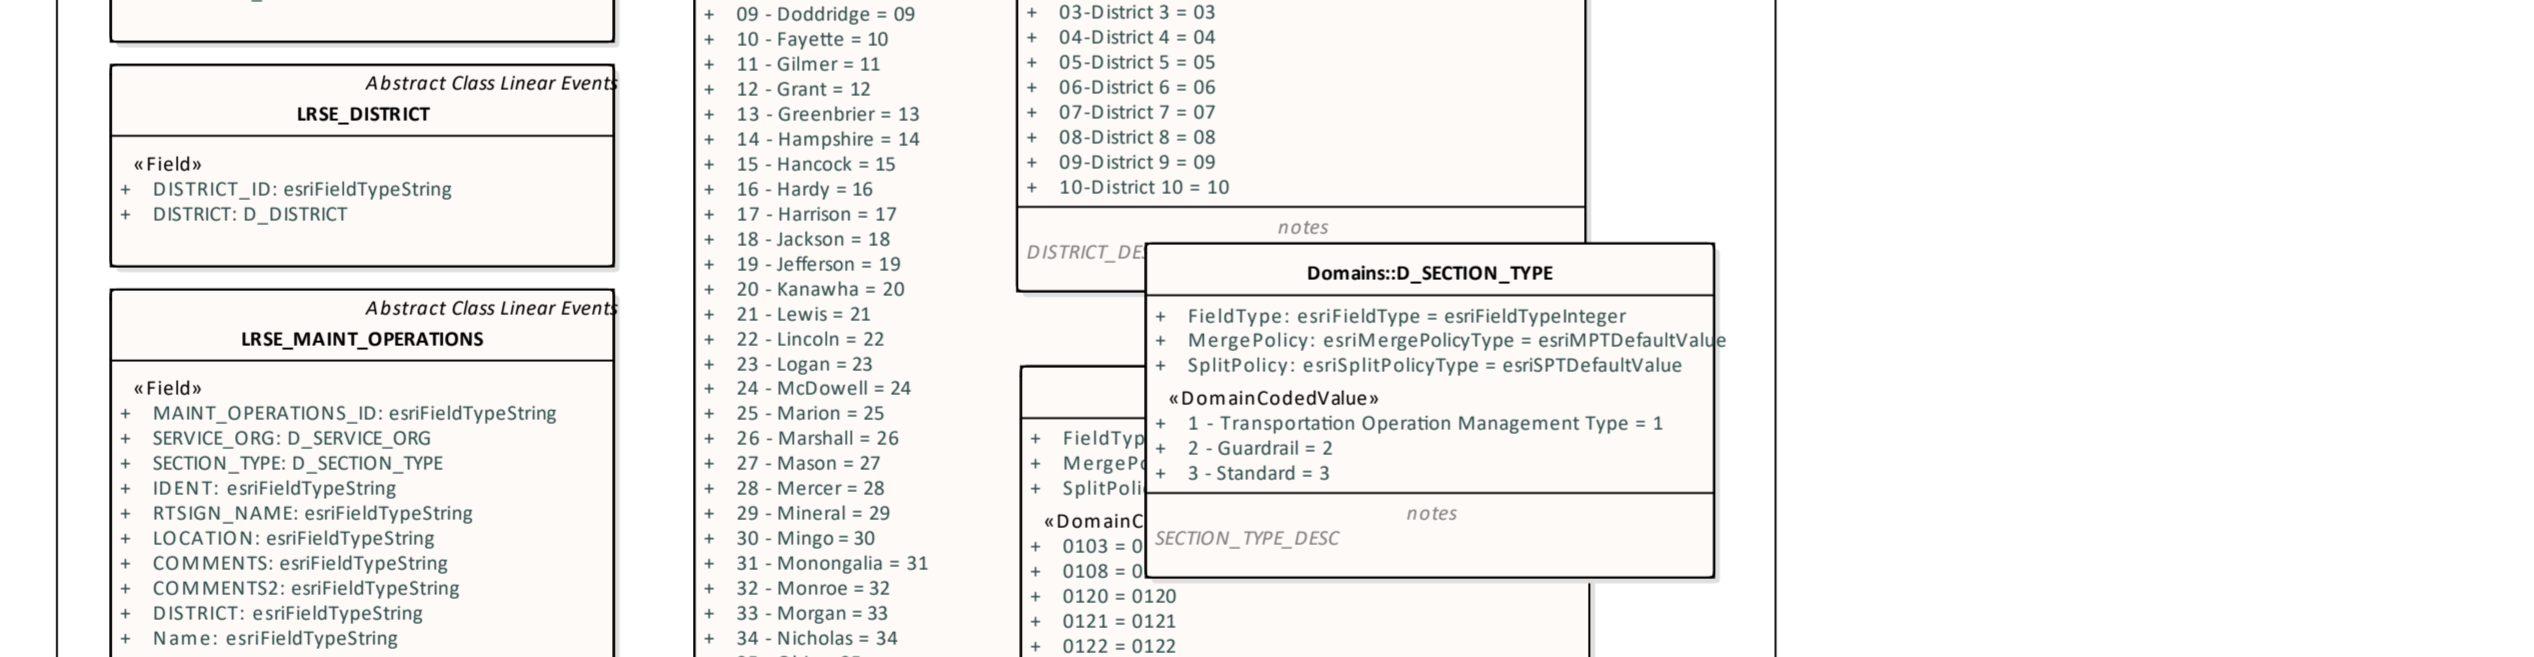 Abstract Class Linear Events
LRSE_DISTRICT
«Field»
+ DISTRICT_ID: esriFieldTypeString
+ DISTRICT: D_DISTRICT
Abstract Class Linear Events
LRSE_MAINT_OPERATIONS
«Field»
+ MAINT_OPERATIONS_ID: esriFieldTypeString
+ SERVICE_ORG: D_SERVICE_ORG
+ SECTION_TYPE: D_SECTION_TYPE
+ IDENT: esriFieldTypeString
+ RTSIGN_NAME: esriFieldTypeString
+ LOCATION: esriFieldTypeString
+ COMMENTS: esriFieldTypeString
+ COMMENTS2: esriFieldTypeString
+ DISTRICT: esriFieldTypeString
+ Name: esriFieldTypeString
+ 09 - Doddridge = 09
+ 10 - Fayette = 10
+ 11 - Gilmer = 11
+ 12 - Grant = 12
+ 13 - Greenbrier = 13
+ 14 - Hampshire = 14
+ 15 - Hancock = 15
+ 16 - Hardy = 16
+ 17 - Harrison = 17
+ 18 - Jackson = 18
+ 19 - Jefferson = 19
+ 20 - Kanawha = 20
+ 21 - Lewis = 21
+ 22 - Lincoln = 22
+ 23 - Logan = 23
+ 24 - McDowell = 24
+ 25 - Marion = 25
+ 26 - Marshall = 26
+ 27 - Mason = 27
+ 28 - Mercer = 28
+ 29 - Mineral = 29
+ 30 - Mingo = 30
+ 31 - Monongalia = 31
+ 32 - Monroe = 32
+ 33 - Morgan = 33
+ 34 - Nicholas = 34
+ 03-District 3 = 03
+ 04-District 4 = 04
+ 05-District 5 = 05
+ 06-District 6 = 06
+ 07-District 7 = 07
+ 08-District 8 = 08
+ 09-District 9 = 09
+ 10-District 10 = 10
notes
DISTRICT_DES
+ FieldTyp
+ MergePo
+ SplitPoli
«DomainC
+ 0103 = 0
+ 0108 = 0
+ 0120 = 0120
+ 0121 = 0121
+ 0122 = 0122
Domains::D_SECTION_TYPE
+ FieldType: esriFieldType = esriFieldTypeInteger
+ MergePolicy: esriMergePolicyType = esriMPTDefaultValue
+ SplitPolicy: esriSplitPolicyType = esriSPTDefaultValue
«DomainCodedValue»
+ 1 - Transportation Operation Management Type = 1
+ 2 - Guardrail = 2
+ 3 - Standard = 3
notes
SECTION_TYPE_DESC